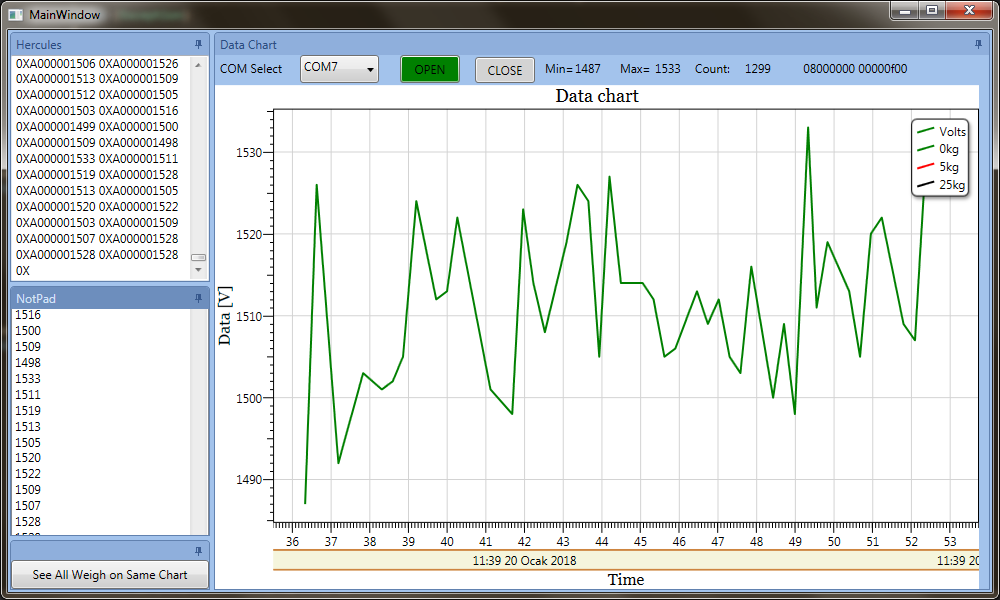 MainWindow
Hercules
0XA000001506 0XA000001526
0XA000001513 0XA000001509
0XA000001512 0XA000001505
0XA000001503 0XA000001516
0XA000001499 0XA000001500
0XA000001509 0XA000001498
0XA000001533 0XA000001511
0XA000001519 0XA000001528
0XA000001513 0XA000001505
0XA000001520 0XA000001522
0XA000001503 0XA000001509
0XA000001507 0XA000001528
0XA000001528 0XA000001528
0X
NotPad
1516
1500
1509
1498
1533
1511
1519
1513
1505
1520
1522
1509
1507
1528
See All Weigh on Same Chart
Data Chart
COM Select COM7 OPEN CLOSE Min= 1487 Max= 1533 Count: 1299 08000000 00000f00
Data chart
Volts
0kg
5kg
25kg
1530
1520
1510
1500
1490
Data [V]
36 37 38 39 40 41 42 43 44 45 46 47 48 49 50 51 52 53
11:39 20 Ocak 2018 11:39 20
Time